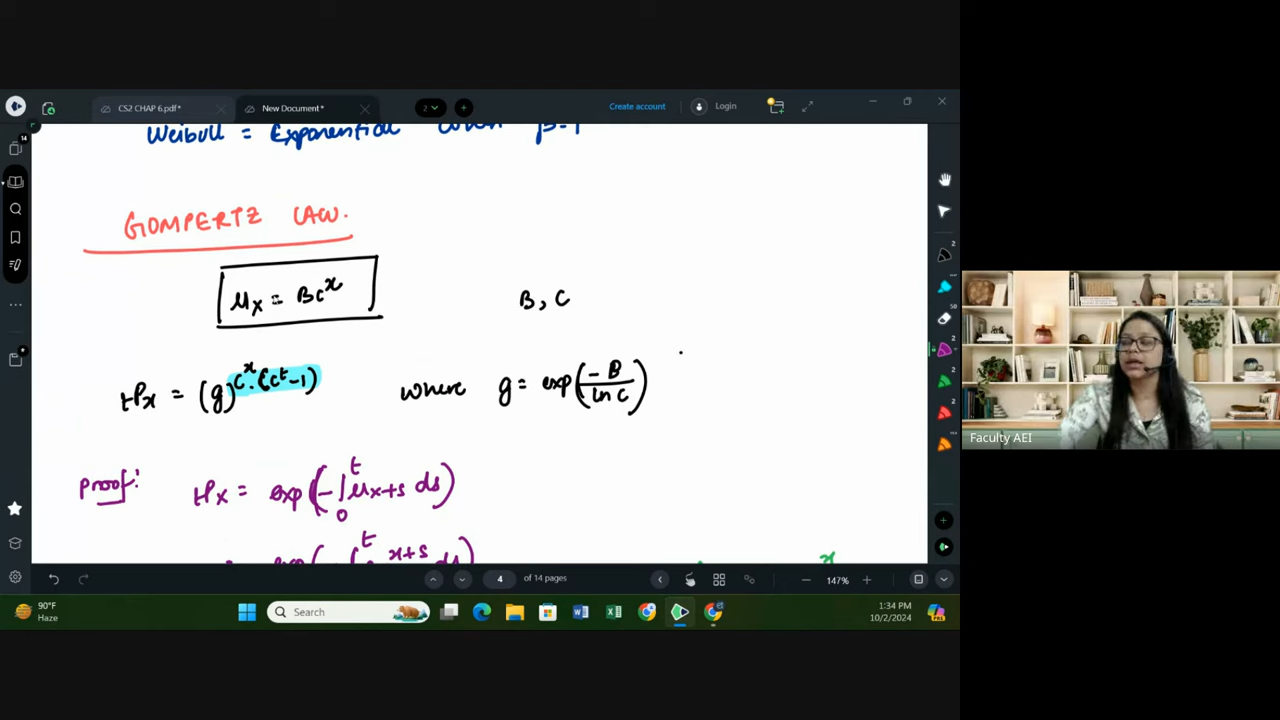 CS2 CHAP 6.pdf*
New Document*
2
Create account
Login
Weibull = Exponential when β=1
14
GOMPERTZ LAW.
μx = Bc^x
B, C
tPx = (g)^c^x.(c^t-1) where g = exp(-B/ln c)
Proof: tPx = exp(-∫0^t μx+s ds)
4 of 14 pages
147%
Faculty AEI
90°F
Haze
Search
1:34 PM
10/2/2024